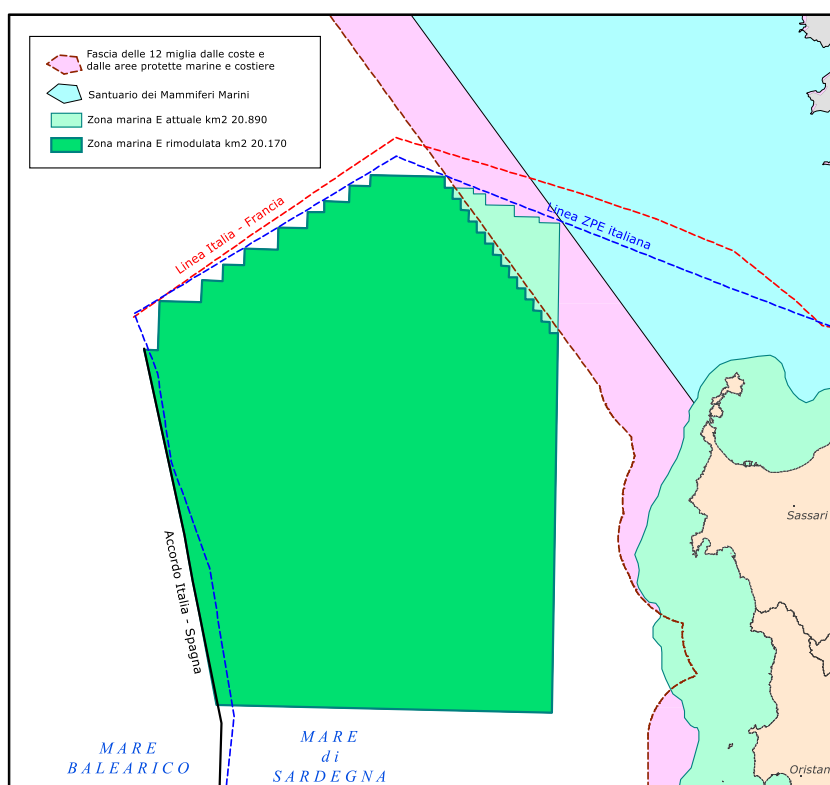 Fascia delle 12 miglia dalle coste e
dalle aree protette marine e costiere
Santuario dei Mammiferi Marini
Zona marina E attuale km2 20.890
Zona marina E rimodulata km2 20.170
Linea Italia - Francia
Linea ZPE italiana
Accordo Italia - Spagna
Sassari
MARE
BALEARICO
MARE
di
SARDEGNA
Oristan